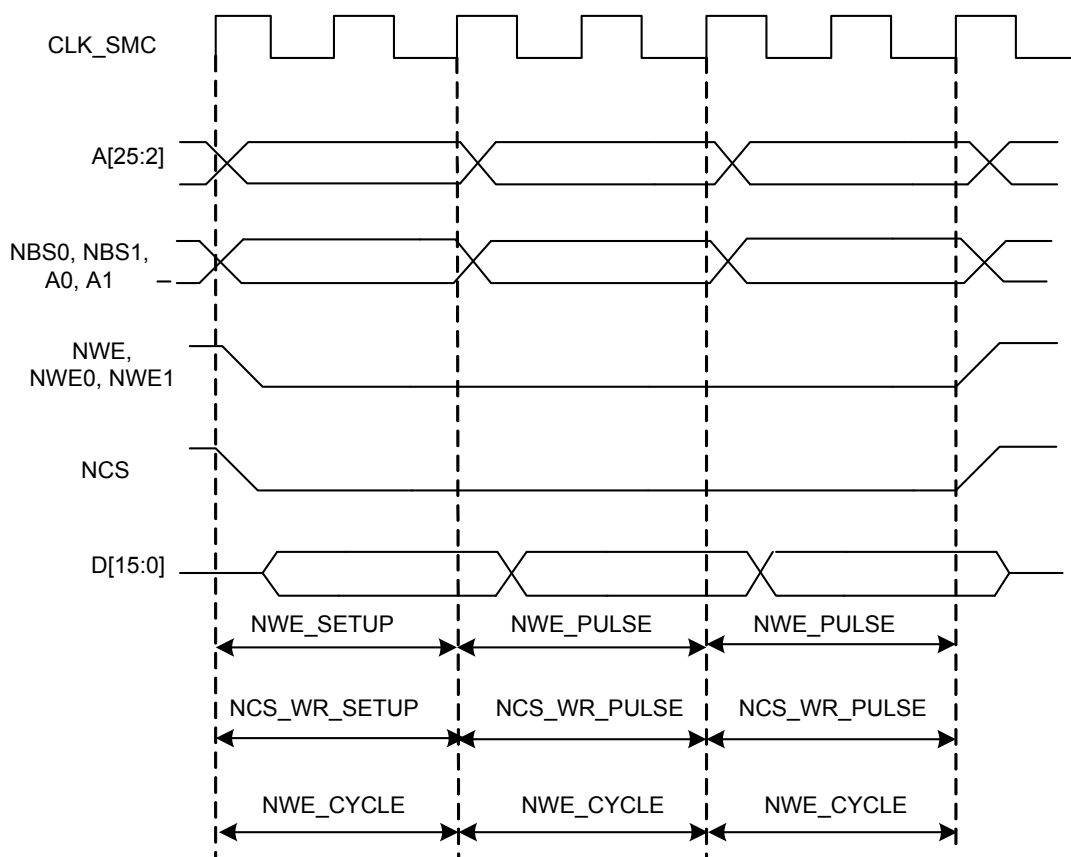 CLK_SMC
A[25:2]
NBS0, NBS1,
A0, A1
NWE,
NWE0, NWE1
NCS
D[15:0]
NWE_SETUP NWE_PULSE NWE_PULSE
NCS_WR_SETUP NCS_WR_PULSE NCS_WR_PULSE
NWE_CYCLE NWE_CYCLE NWE_CYCLE